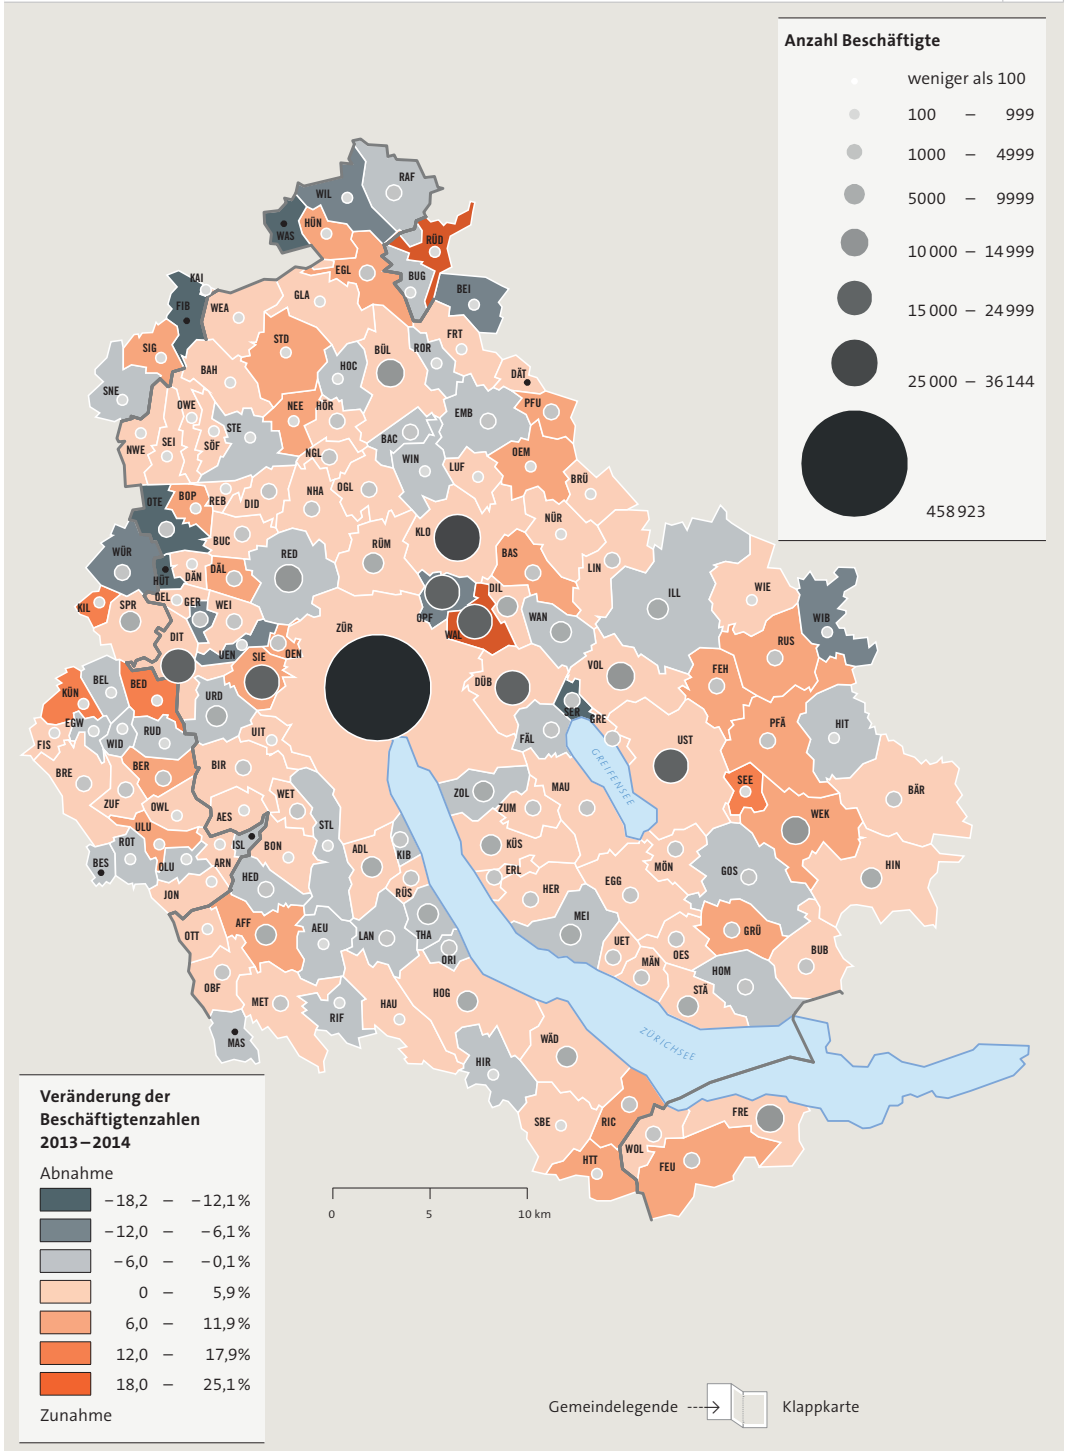 Anzahl Beschäftigte
weniger als 100
100 – 999
1000 – 4999
5000 – 9999
10 000 – 14 999
15 000 – 24 999
25 000 – 36 144
458 923
RAF
WIL
HÜN
WAS
RÜD
EGL
BUG
BEI
KAI
FIB
WEA
GLA
STD
FRT
SIG
BÜL
ROR
HOC
BAH
DÄT
SNE
OWE
NEE
HÖR
PFU
EMB
STE
BAC
NWE
SEI
SÖF
NGL
WIN
LUF
OEM
BRÜ
OTE
BOP
REB
DID
NHA
OGL
NÜR
KLO
BUC
RÜM
WÜR
RED
BAS
HÜT
DÄN
DÄL
LIN
ILL
WIE
DIL
KIL
SPR
OEL
GER
WEI
OPF
WAN
WIB
WAL
DIT
ZÜR
RUS
UEN
SIE
DEN
VOL
FEH
KÜN
BEL
BED
URD
DÜB
SER
GRE
EGW
WID
RUD
UIT
FÄL
UST
PFÄ
HIT
FIS
GREIFENSEE
BRE
BER
BIR
SEE
BÄR
ZUF
OWL
WET
ZOL
ZUM
MAU
WEK
AES
ULU
STL
ROT
ISL
BON
ADL
KIB
KÜS
MÖN
HIN
BES
OLU
ARN
ERL
GOS
JON
HED
RÜS
HER
EGG
OTT
AFF
AEU
LAN
THA
MEI
UET
OES
GRÜ
ORI
MÄN
HOM
BUB
OBF
MET
RIF
HAU
HOG
STÄ
MAS
WÄD
ZÜRICHSEE
HIR
SBE
RIC
FRE
WOL
HTT
FEU
Veränderung der
Beschäftigtenzahlen
2013–2014
Abnahme
−18,2 – −12,1%
−12,0 – −6,1%
−6,0 – −0,1%
0 – 5,9%
6,0 – 11,9%
12,0 – 17,9%
18,0 – 25,1%
Zunahme
0 5 10 km
Gemeindelegende Klappkarte